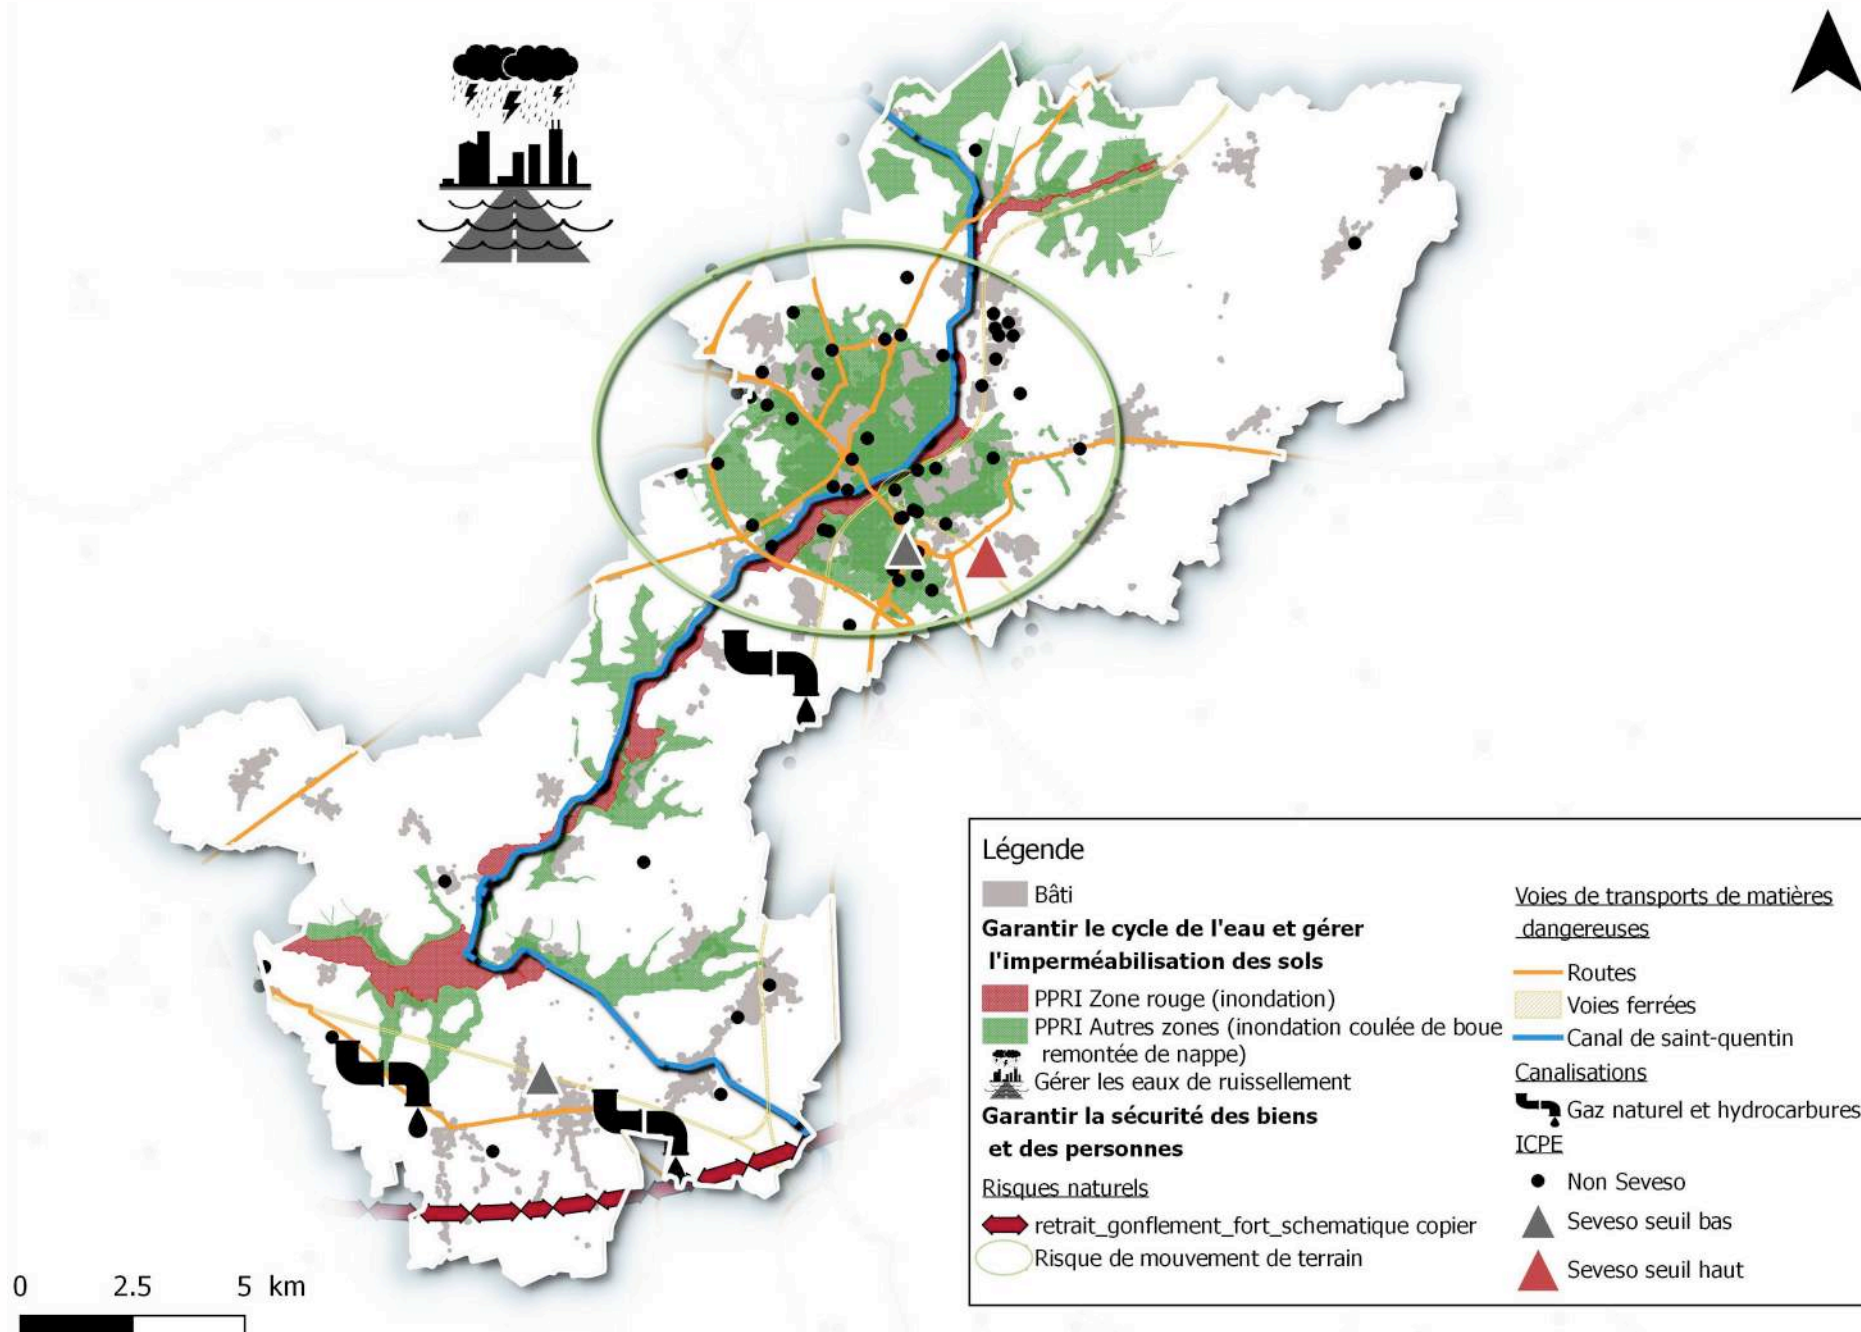 Légende
Bâti
Garantir le cycle de l'eau et gérer
l'imperméabilisation des sols
PPRI Zone rouge (inondation)
PPRI Autres zones (inondation coulée de boue
remontée de nappe)
Gérer les eaux de ruissellement
Garantir la sécurité des biens
et des personnes
Risques naturels
retrait_gonflement_fort_schematique copier
Risque de mouvement de terrain
Voies de transports de matières
dangereuses
Routes
Voies ferrées
Canal de saint-quentin
Canalisations
Gaz naturel et hydrocarbures
ICPE
Non Seveso
Seveso seuil bas
Seveso seuil haut
0 2.5 5 km